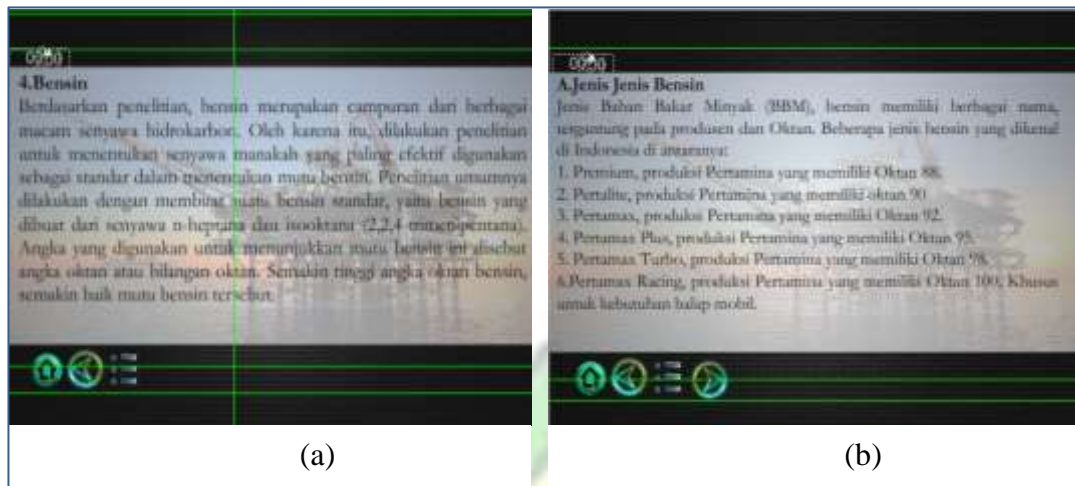 00:00
4.Bensin
Berdasarkan penelitian, bensin merupakan campuran dari berbagai
macam senyawa hidrokarbon. Oleh karena itu, dilakukan penelitian
untuk menentukan senyawa manakah yang paling efektif digunakan
sebagai standar dalam menentukan mutu bensin. Penelitian umumnya
dilakukan dengan membuat suatu bensin standar, yaitu bensin yang
dibuat dari senyawa n-heptana dan isooktana (2,2,4-trimetilpentana).
Angka yang digunakan untuk menunjukkan mutu bensin ini disebut
angka oktan atau bilangan oktan. Semakin tinggi angka oktan bensin,
semakin baik mutu bensin tersebut.
(a)
00:00
A.Jenis Jenis Bensin
Jenis Bahan Bakar Minyak (BBM), bensin memiliki berbagai nama,
tergantung pada produsen dan Oktan. Beberapa jenis bensin yang dikenal
di Indonesia di antaranya:
1. Premium, produksi Pertamina yang memiliki Oktan 88.
2. Pertalite, produksi Pertamina yang memiliki oktan 90
3. Pertamax, produksi Pertamina yang memiliki Oktan 92.
4. Pertamax Plus, produksi Pertamina yang memiliki Oktan 95.
5. Pertamax Turbo, produksi Pertamina yang memiliki Oktan 98.
6.Pertamax Racing, produksi Pertamina yang memiliki Oktan 100. Khusus
untuk kebutuhan balap mobil.
(b)